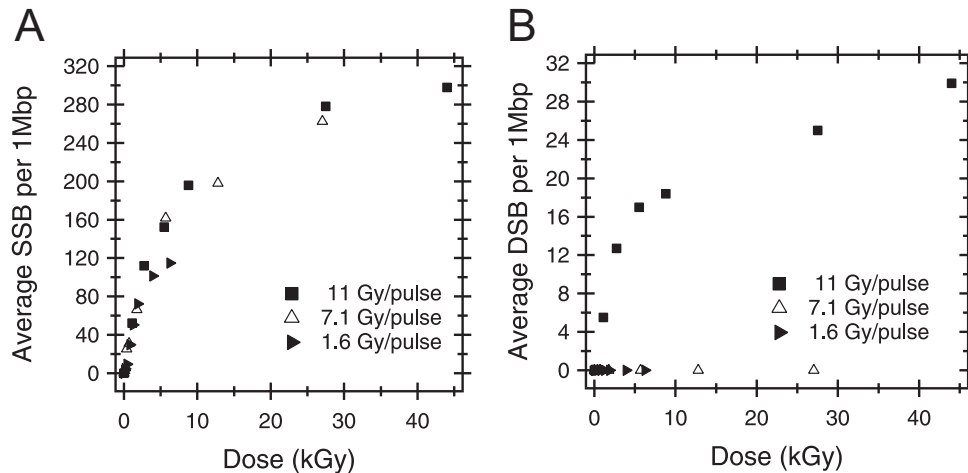 A
Average SSB per 1Mbp
320
280
240
200
160
120
80
40
0
0
10
20
30
40
Dose (kGy)
11 Gy/pulse
7.1 Gy/pulse
1.6 Gy/pulse
B
Average DSB per 1Mbp
32
28
24
20
16
12
8
4
0
0
10
20
30
40
Dose (kGy)
11 Gy/pulse
7.1 Gy/pulse
1.6 Gy/pulse